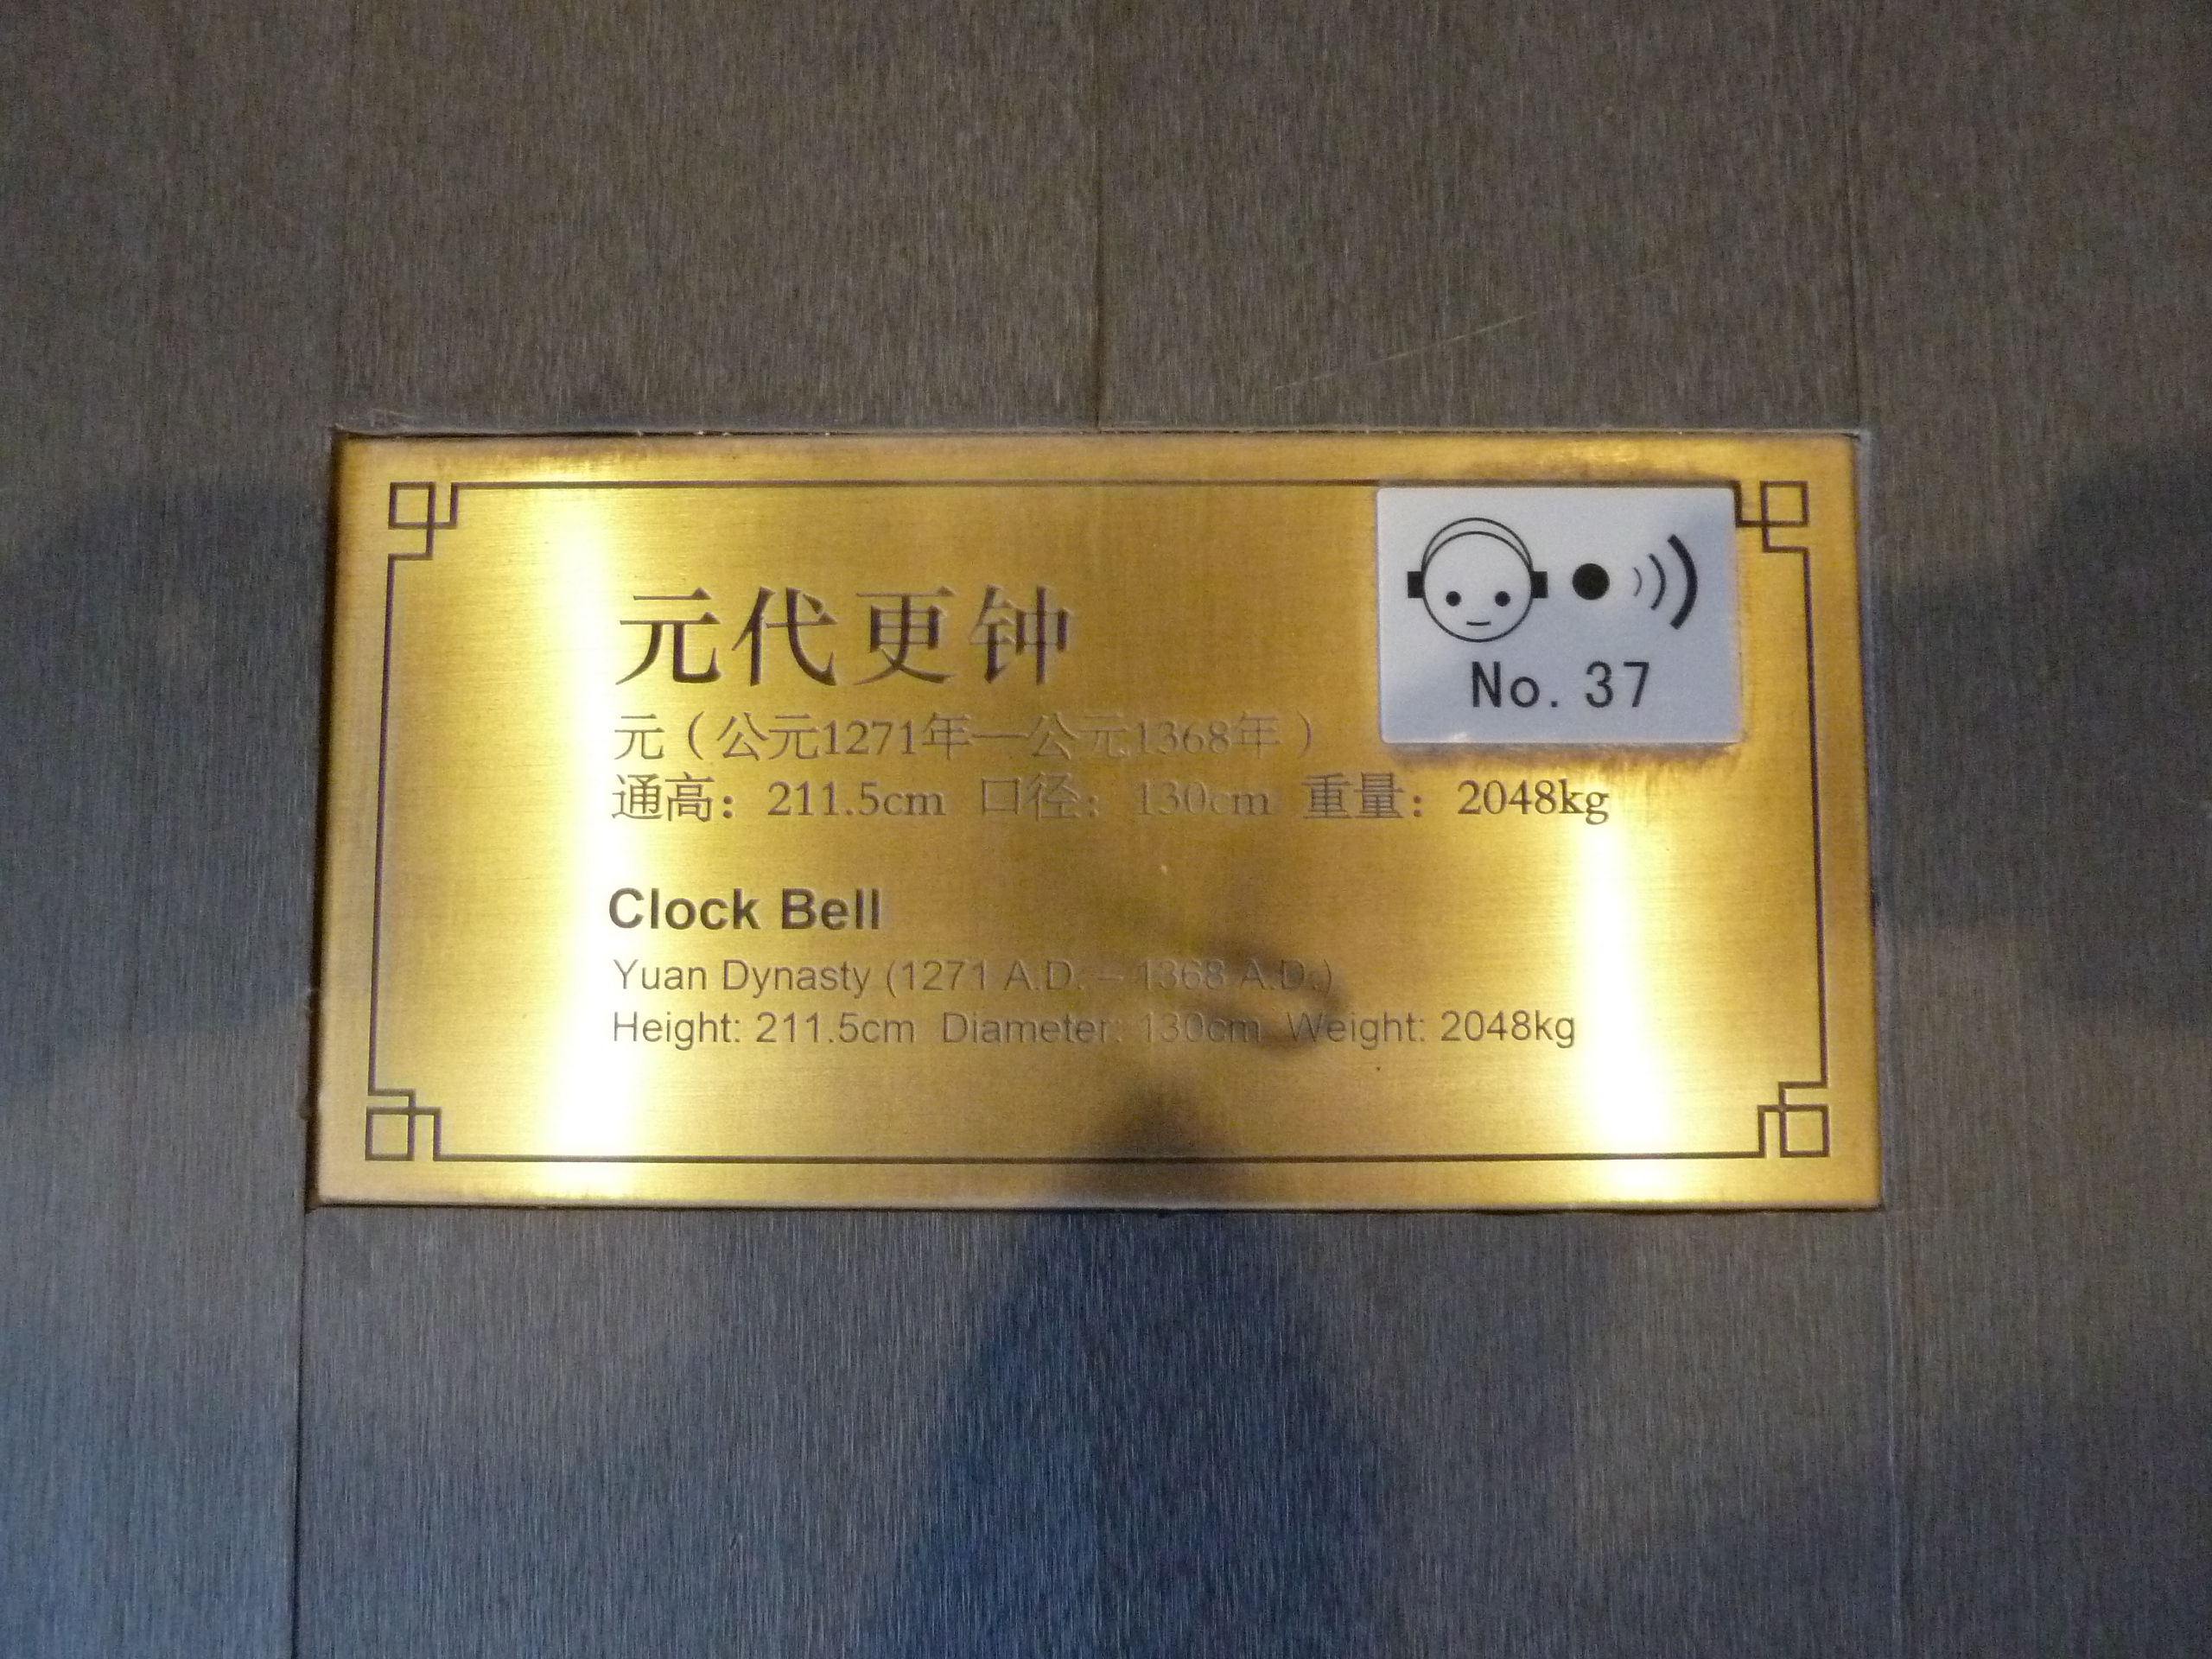 元代更钟
No. 37
元（公元1271年—公元1368年）
通高：211.5cm 口径：130cm 重量：2048kg
Clock Bell
Yuan Dynasty (1271 A.D. – 1368 A.D.)
Height: 211.5cm Diameter: 130cm Weight: 2048kg